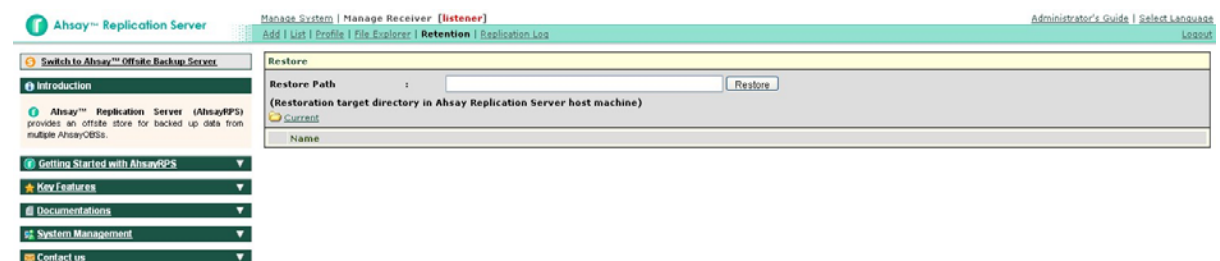 Ahsay™ Replication Server
Manage System | Manage Receiver [listener]
Administrator's Guide | Select Language
Add | List | Profile | File Explorer | Retention | Replication Log
Logout
Switch to Ahsay™ Offsite Backup Server
Introduction
Ahsay™ Replication Server (AhsayRPS)
provides an offsite store for backed up data from
multiple AhsayOBSs.
Getting Started with AhsayRPS
Key Features
Documentations
System Management
Contact us
Restore
Restore Path :
Restore
(Restoration target directory in Ahsay Replication Server host machine)
Current
Name